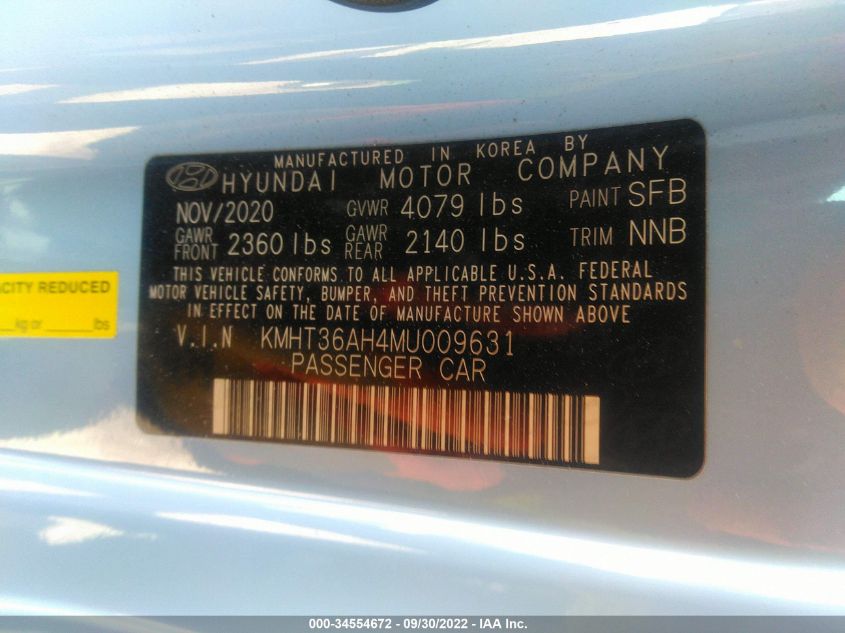 MANUFACTURED IN KOREA BY
HYUNDAI MOTOR COMPANY
NOV/2020 GVWR 4079 lbs PAINT SFB
GAWR FRONT 2360 lbs GAWR REAR 2140 lbs TRIM NNB
THIS VEHICLE CONFORMS TO ALL APPLICABLE U.S.A. FEDERAL
MOTOR VEHICLE SAFETY, BUMPER, AND THEFT PREVENTION STANDARDS
IN EFFECT ON THE DATE OF MANUFACTURE SHOWN ABOVE
V.I.N KMHT36AH4MU009631
PASSENGER CAR
CITY REDUCED
kg or lbs
000-34554672 - 09/30/2022 - IAA Inc.